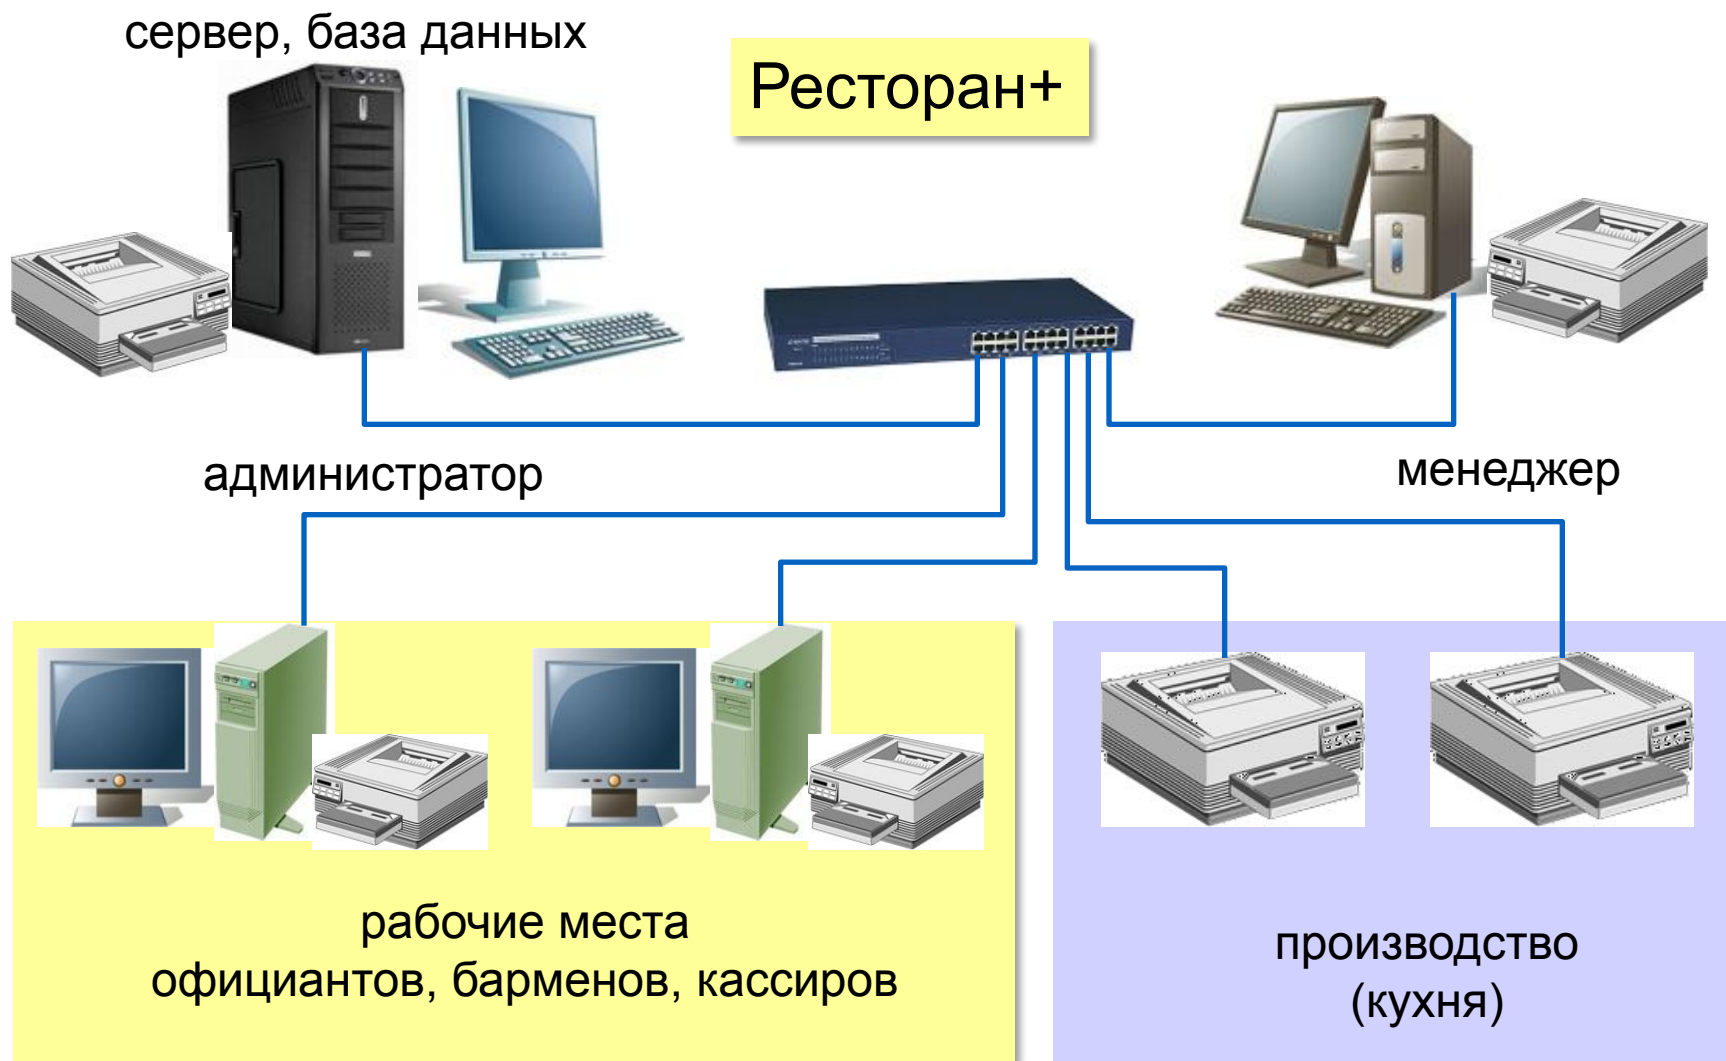 сервер, база данных
Ресторан+
администратор
менеджер
рабочие места
официантов, барменов, кассиров
производство
(кухня)